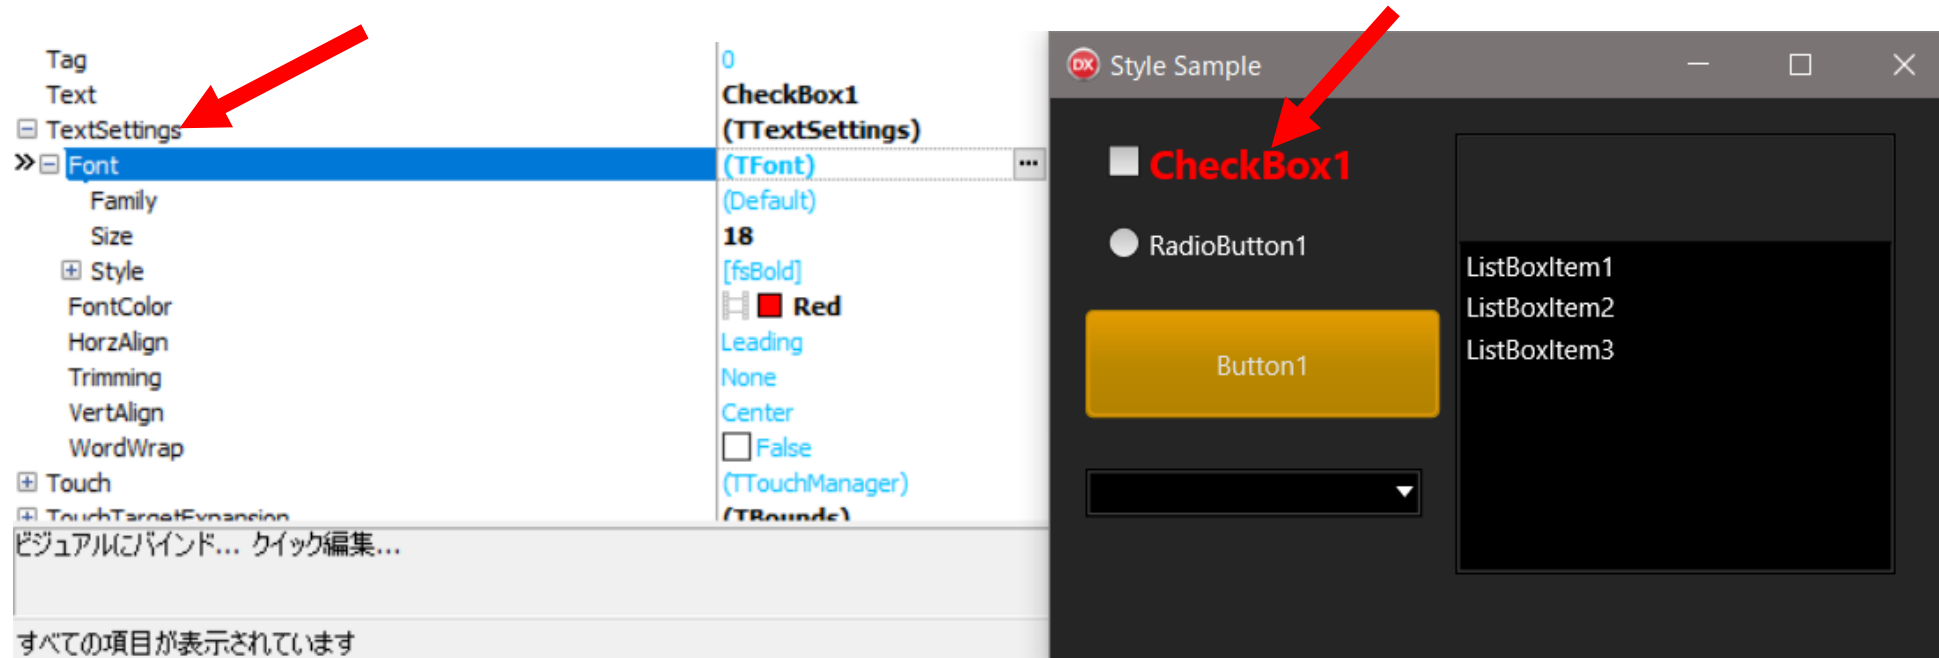 Tag 0
Text CheckBox1
TextSettings (TTextSettings)
Font (TFont) ...
Family (Default)
Size 18
Style [fsBold]
FontColor Red
HorzAlign Leading
Trimming None
VertAlign Center
WordWrap False
Touch (TTouchManager)
TouchTargetExpansion (TBounds)
ビジュアルにバインド... クイック編集...
すべての項目が表示されています
DX Style Sample
CheckBox1
RadioButton1
Button1
ListBoxItem1
ListBoxItem2
ListBoxItem3